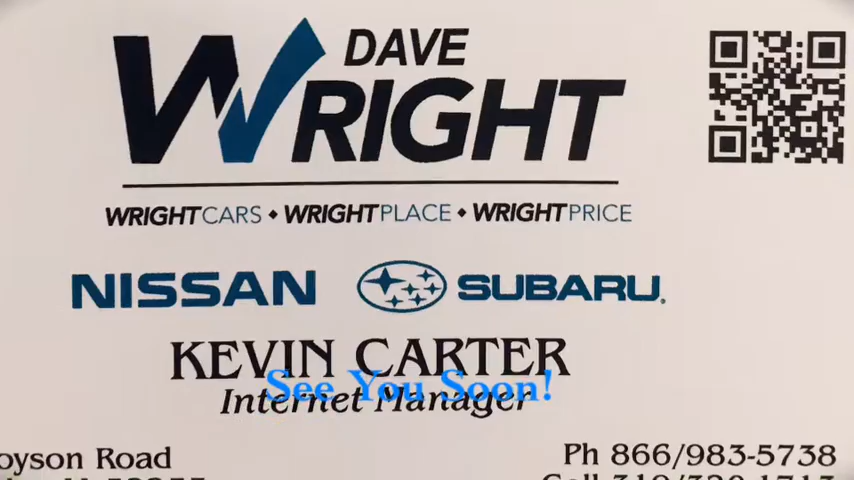 DAVE
WRIGHT
WRIGHTCARS ♦ WRIGHTPLACE ♦ WRIGHTPRICE
NISSAN SUBARU.
KEVIN CARTER
See You Soon!
Internet Manager
oyson Road Ph 866/983-5738